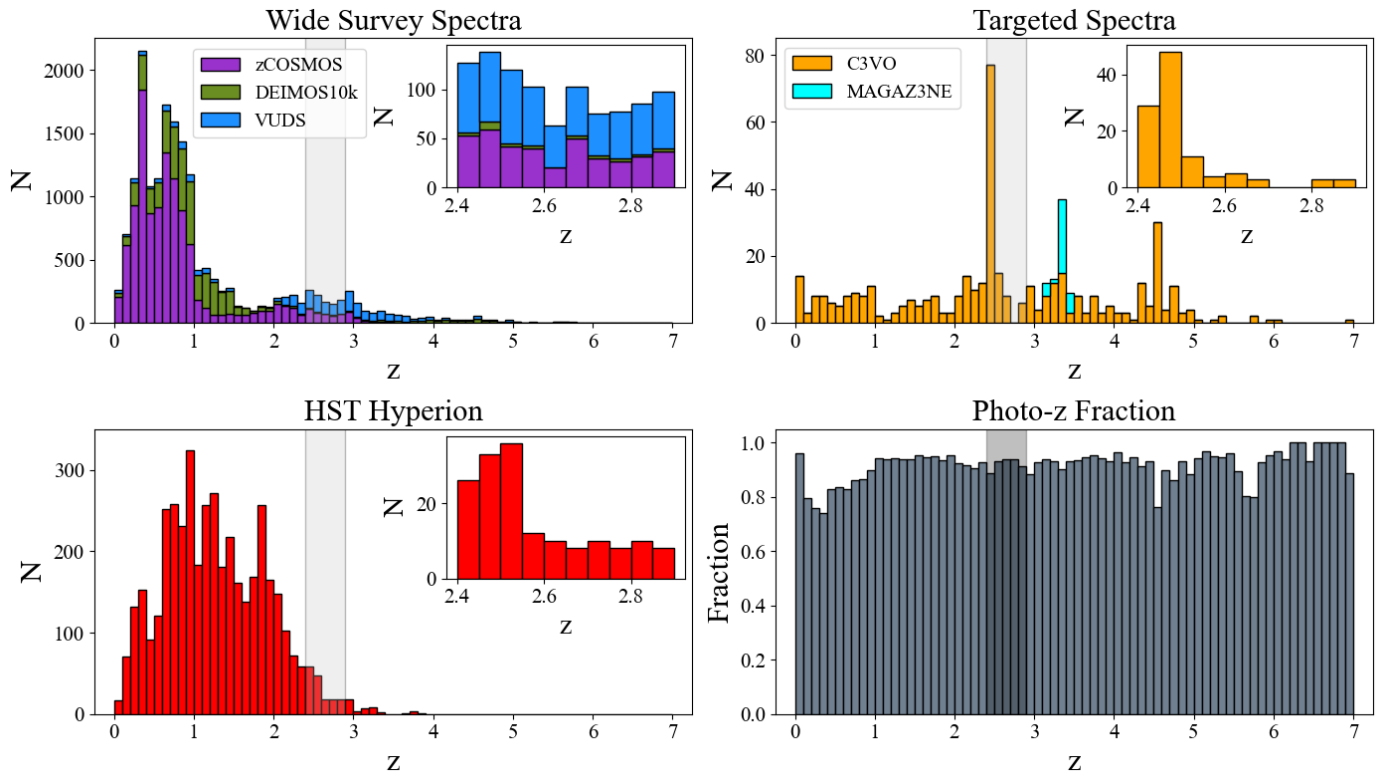 Wide Survey Spectra
N
2000
1500
1000
500
0
zCOSMOS
DEIMOS10k
VUDS
N
100
50
0
2.4 2.6 2.8
z
0 1 2 3 4 5 6 7
z
Targeted Spectra
N
80
60
40
20
0
C3VO
MAGAZ3NE
N
40
20
0
2.4 2.6 2.8
z
0 1 2 3 4 5 6 7
z
HST Hyperion
N
300
200
100
0
N
20
0
2.4 2.6 2.8
z
0 1 2 3 4 5 6 7
z
Photo-z Fraction
Fraction
1.0
0.8
0.6
0.4
0.2
0.0
0 1 2 3 4 5 6 7
z